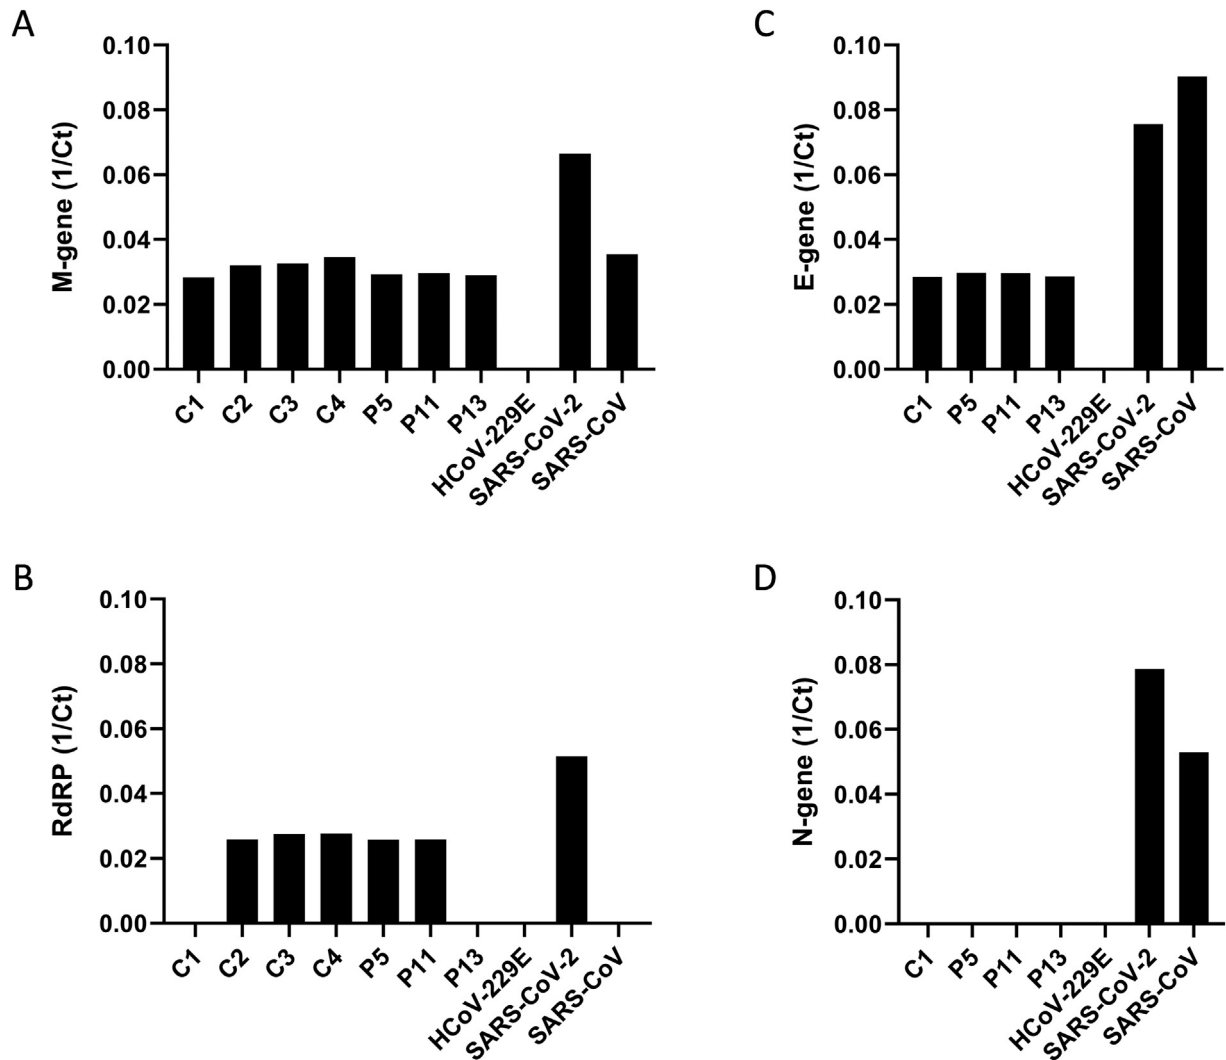 A
M-gene (1/Ct)
0.10
0.08
0.06
0.04
0.02
0.00
C1
C2
C3
C4
P5
P11
P13
HCoV-229E
SARS-CoV-2
SARS-CoV
C
E-gene (1/Ct)
0.10
0.08
0.06
0.04
0.02
0.00
C1
P5
P11
P13
HCoV-229E
SARS-CoV-2
SARS-CoV
B
RdRP (1/Ct)
0.10
0.08
0.06
0.04
0.02
0.00
C1
C2
C3
C4
P5
P11
P13
HCoV-229E
SARS-CoV-2
SARS-CoV
D
N-gene (1/Ct)
0.10
0.08
0.06
0.04
0.02
0.00
C1
P5
P11
P13
HCoV-229E
SARS-CoV-2
SARS-CoV